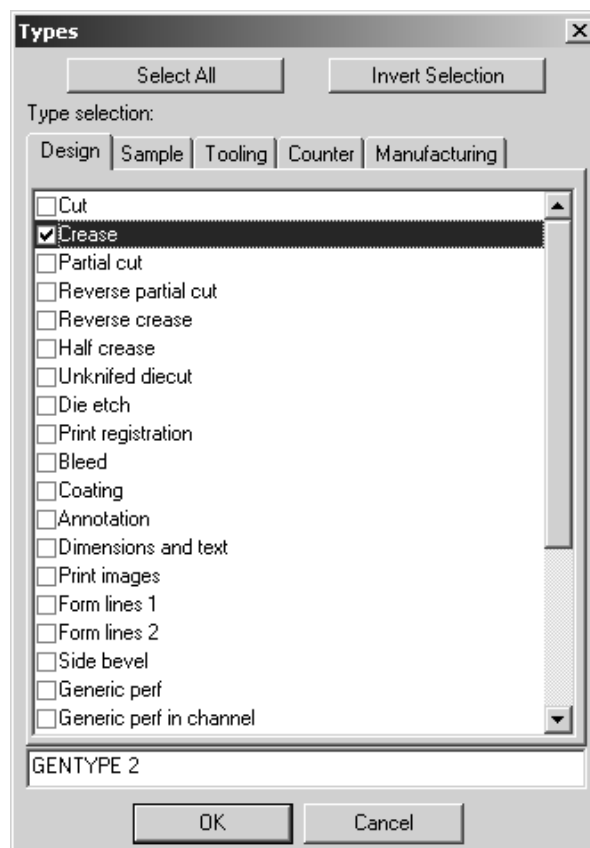 Types
Select All Invert Selection
Type selection:
Design Sample Tooling Counter Manufacturing
Cut
Crease
Partial cut
Reverse partial cut
Reverse crease
Half crease
Unknifed diecut
Die etch
Print registration
Bleed
Coating
Annotation
Dimensions and text
Print images
Form lines 1
Form lines 2
Side bevel
Generic perf
Generic perf in channel
GENTYPE 2
OK Cancel